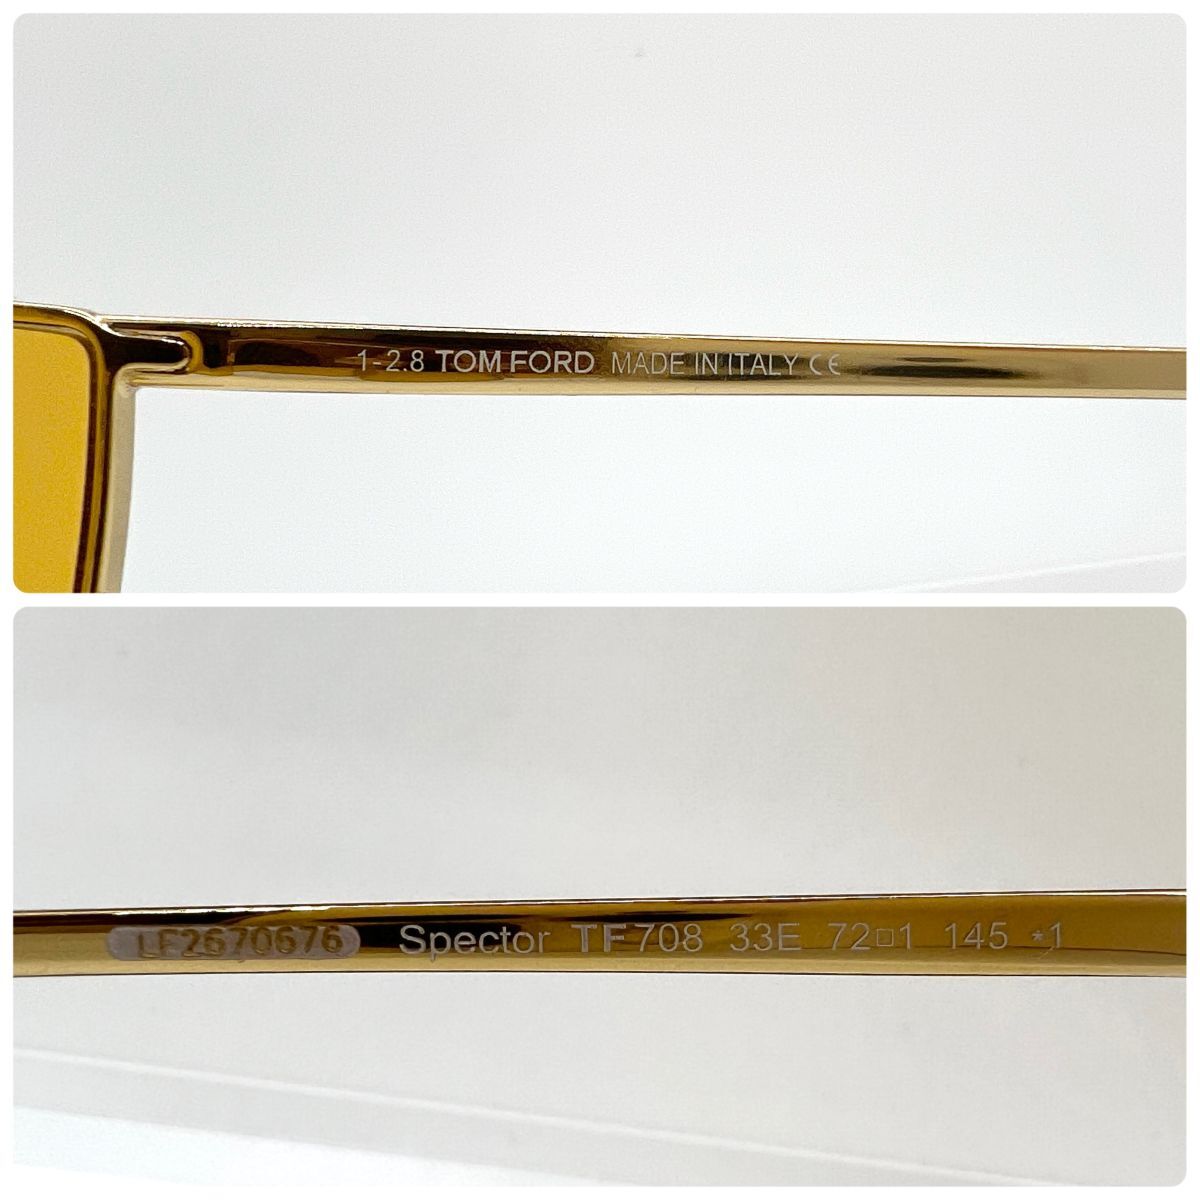 1-2.8 TOM FORD MADE IN ITALY CE
LF2670676 Spector TF708 33E 72□1 145 *1